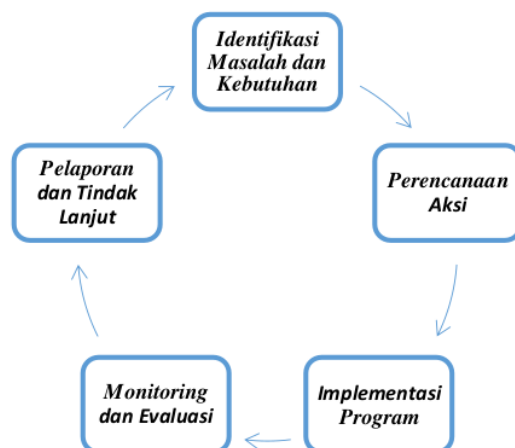 Identifikasi
Masalah dan
Kebutuhan
Perencanaan
Aksi
Implementasi
Program
Monitoring
dan Evaluasi
Pelaporan
dan Tindak
Lanjut